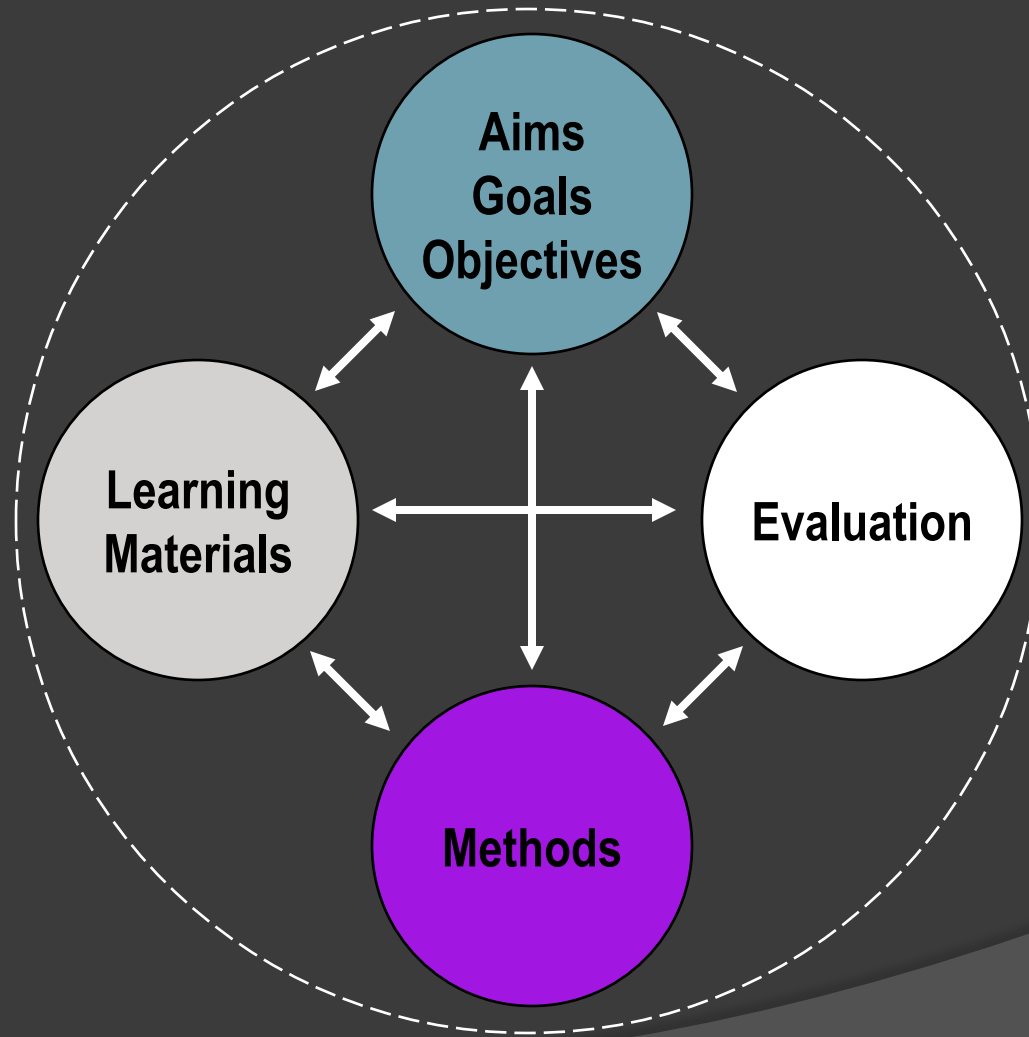 Aims
Goals
Objectives
Learning
Materials
Evaluation
Methods